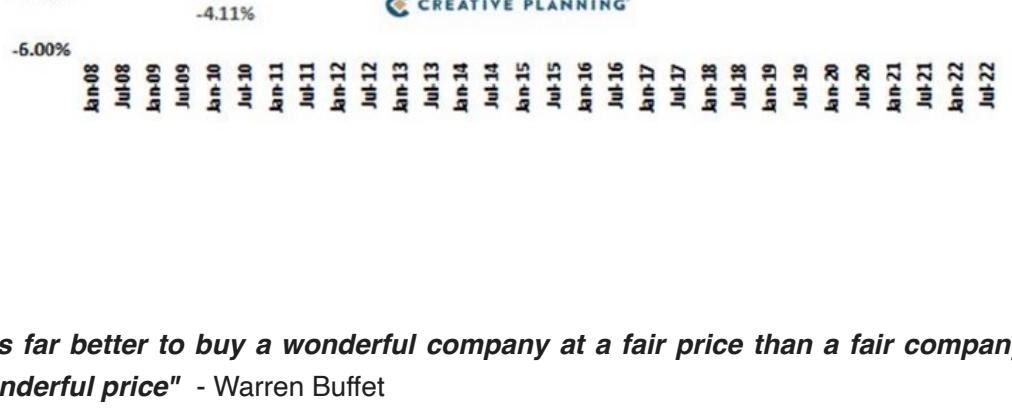 -4.11%
CREATIVE PLANNING
-6.00%
Jan-08 Jul-08 Jan-09 Jul-09 Jan-10 Jul-10 Jan-11 Jul-11 Jan-12 Jul-12 Jan-13 Jul-13 Jan-14 Jul-14 Jan-15 Jul-15 Jan-16 Jul-16 Jan-17 Jul-17 Jan-18 Jul-18 Jan-19 Jul-19 Jan-20 Jul-20 Jan-21 Jul-21 Jan-22 Jul-22
s far better to buy a wonderful company at a fair price than a fair compan
nderful price" - Warren Buffet